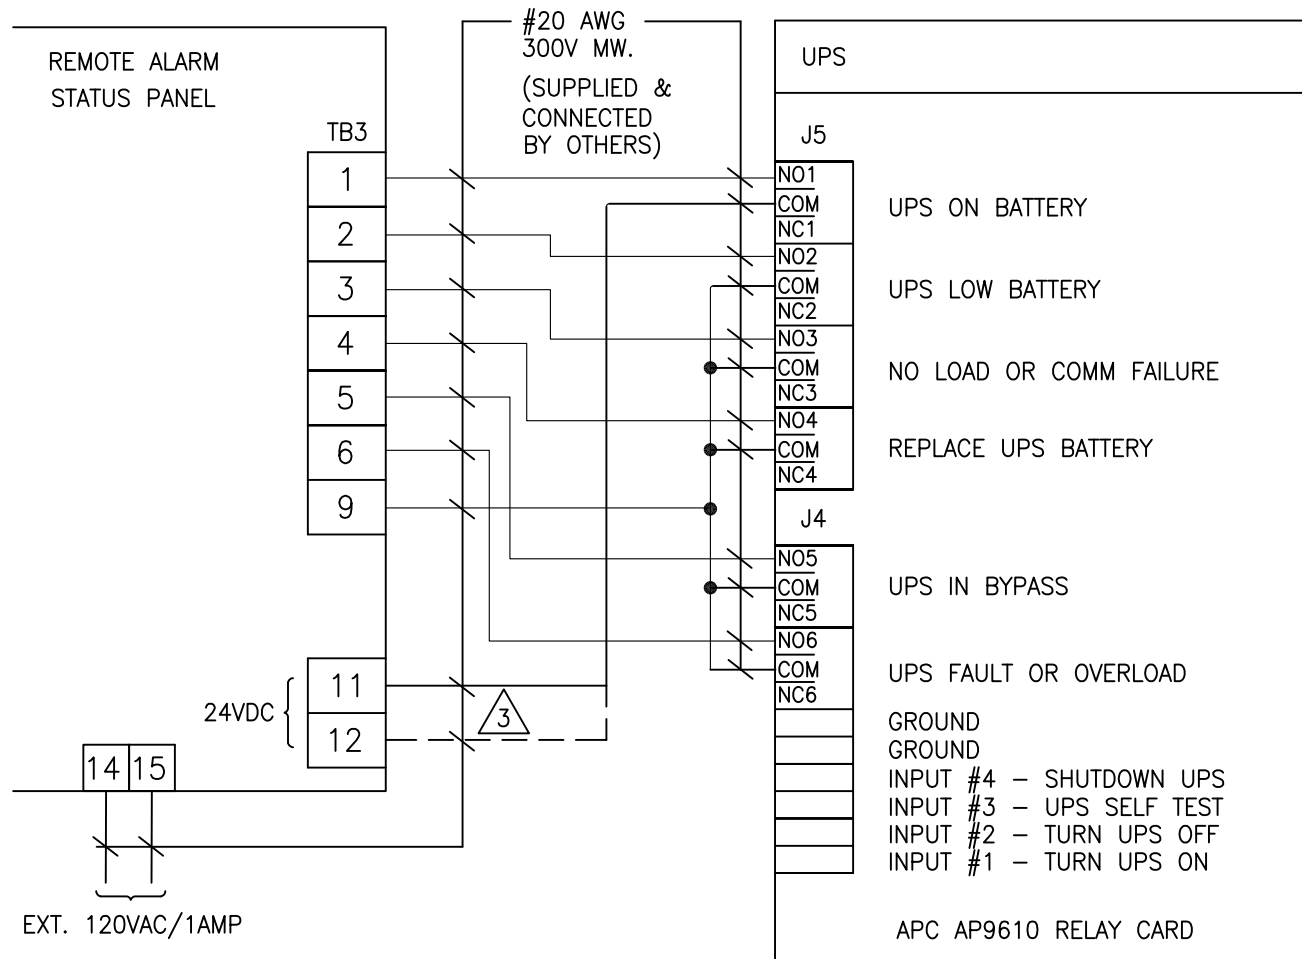 REMOTE ALARM
STATUS PANEL
TB3
1
2
3
4
5
6
9
11
12
24VDC
14 15
EXT. 120VAC/1AMP
#20 AWG
300V MW.
(SUPPLIED &
CONNECTED
BY OTHERS)
3
UPS
J5
NO1
COM
NC1
UPS ON BATTERY
NO2
COM
NC2
UPS LOW BATTERY
NO3
COM
NC3
NO LOAD OR COMM FAILURE
NO4
COM
NC4
REPLACE UPS BATTERY
J4
NO5
COM
NC5
UPS IN BYPASS
NO6
COM
NC6
UPS FAULT OR OVERLOAD
GROUND
GROUND
INPUT #4 – SHUTDOWN UPS
INPUT #3 – UPS SELF TEST
INPUT #2 – TURN UPS OFF
INPUT #1 – TURN UPS ON
APC AP9610 RELAY CARD